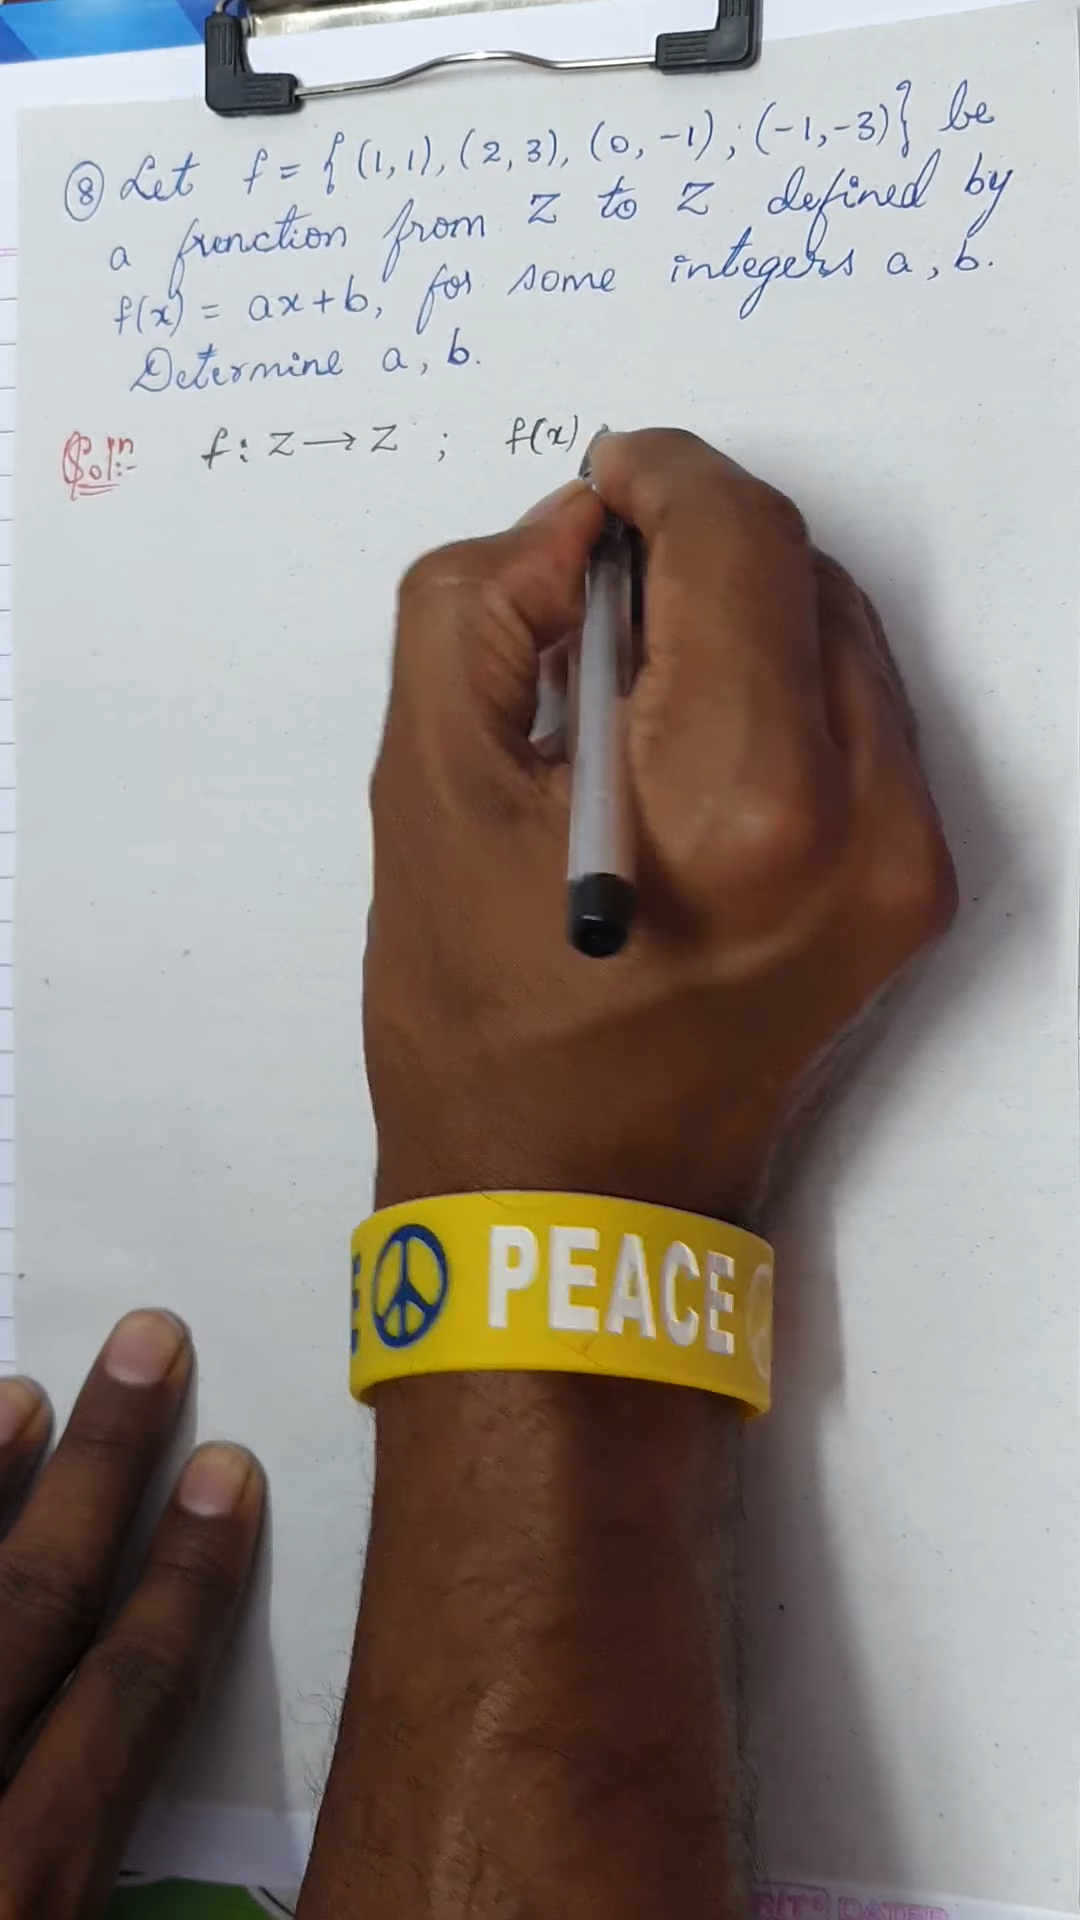 ⑧ Let f = { (1,1), (2,3), (0,-1), (-1,-3)} be
a function from Z to Z defined by
f(x) = ax+b, for some integers a, b.
Determine a, b.
Solⁿ:- f: Z → Z ; f(x)
E ☮ PEACE